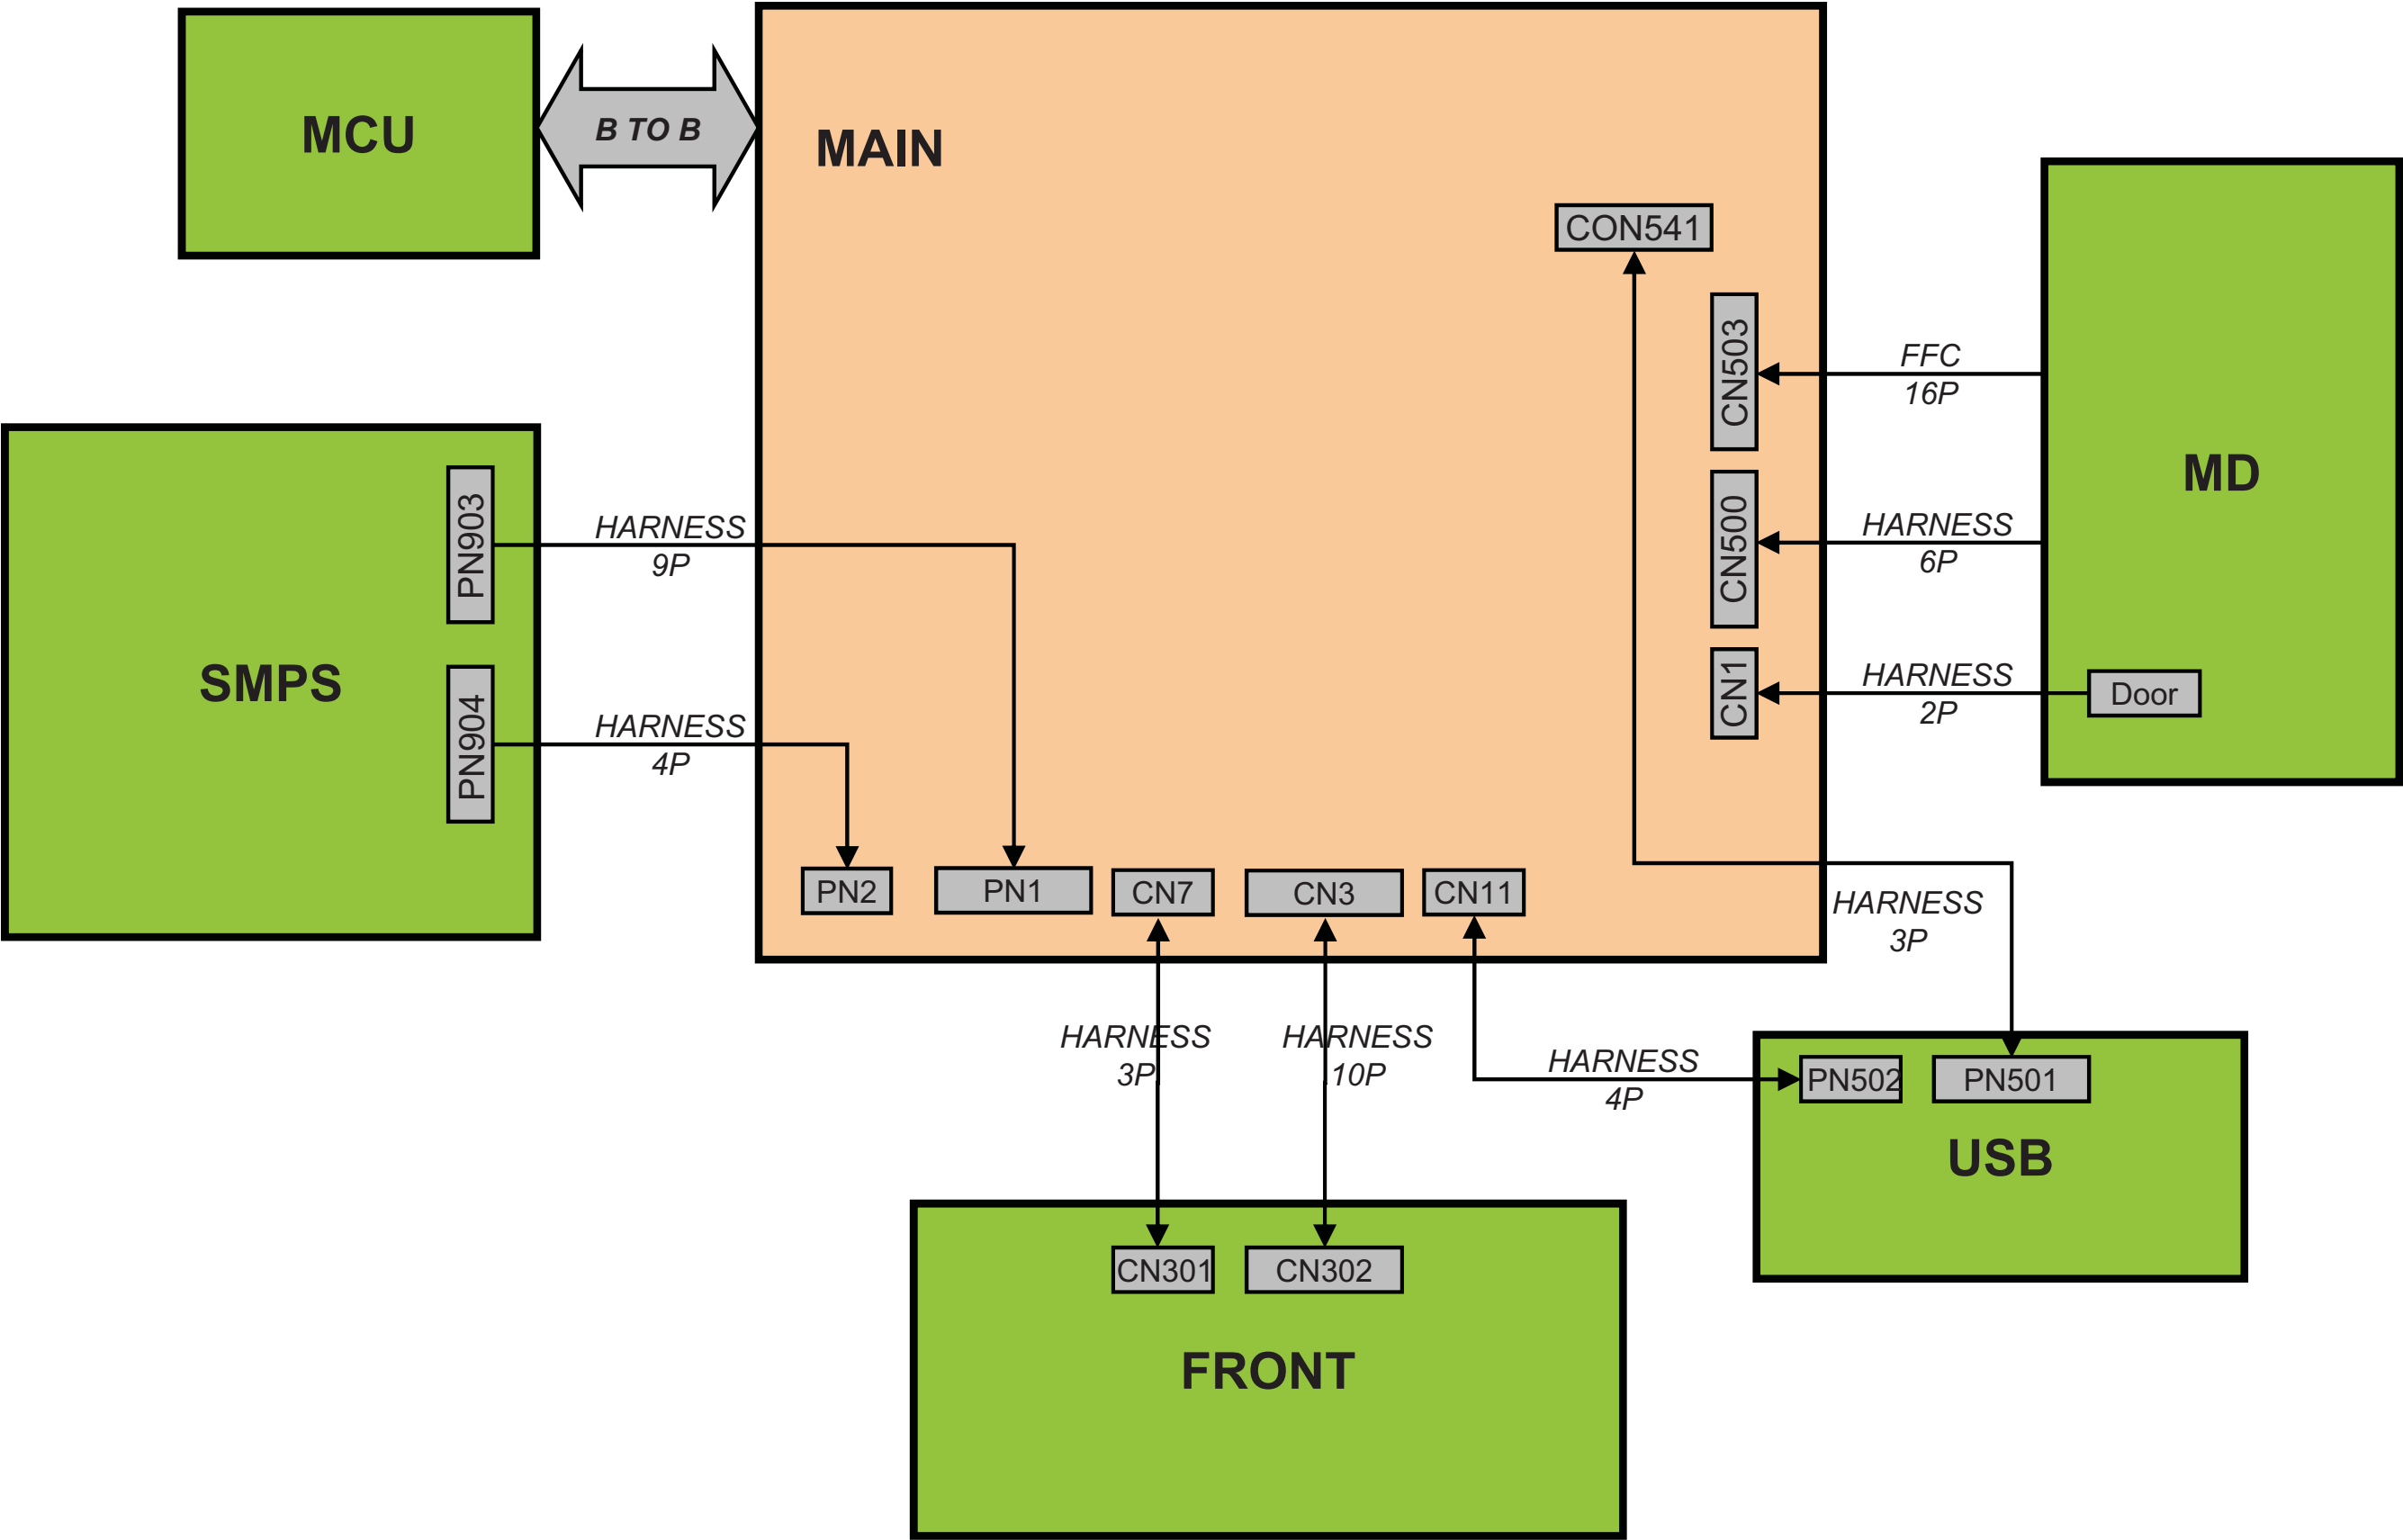 MCU
B TO B
MAIN
CON541
CN503
FFC
16P
MD
CN500
HARNESS
6P
CN1
HARNESS
2P
Door
SMPS
PN903
HARNESS
9P
PN904
HARNESS
4P
PN2
PN1
CN7
CN3
CN11
HARNESS
3P
HARNESS
3P
HARNESS
10P
HARNESS
4P
PN502
PN501
USB
CN301
CN302
FRONT